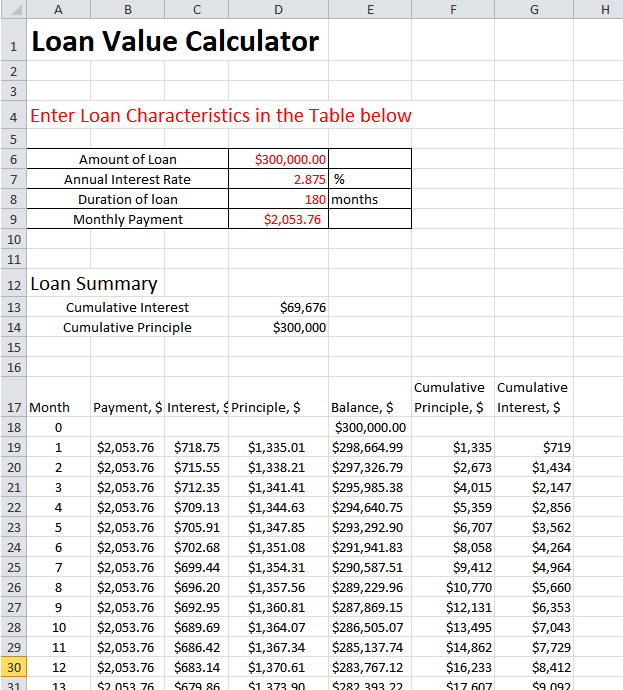 A B C D E F G H
1 Loan Value Calculator
2
3
4 Enter Loan Characteristics in the Table below
5
6 Amount of Loan $300,000.00
7 Annual Interest Rate 2.875 %
8 Duration of loan 180 months
9 Monthly Payment $2,053.76
10
11
12 Loan Summary
13 Cumulative Interest $69,676
14 Cumulative Principle $300,000
15
16
Cumulative Cumulative
17 Month Payment, $ Interest, $ Principle, $ Balance, $ Principle, $ Interest, $
18 0 $300,000.00
19 1 $2,053.76 $718.75 $1,335.01 $298,664.99 $1,335 $719
20 2 $2,053.76 $715.55 $1,338.21 $297,326.79 $2,673 $1,434
21 3 $2,053.76 $712.35 $1,341.41 $295,985.38 $4,015 $2,147
22 4 $2,053.76 $709.13 $1,344.63 $294,640.75 $5,359 $2,856
23 5 $2,053.76 $705.91 $1,347.85 $293,292.90 $6,707 $3,562
24 6 $2,053.76 $702.68 $1,351.08 $291,941.83 $8,058 $4,264
25 7 $2,053.76 $699.44 $1,354.31 $290,587.51 $9,412 $4,964
26 8 $2,053.76 $696.20 $1,357.56 $289,229.96 $10,770 $5,660
27 9 $2,053.76 $692.95 $1,360.81 $287,869.15 $12,131 $6,353
28 10 $2,053.76 $689.69 $1,364.07 $286,505.07 $13,495 $7,043
29 11 $2,053.76 $686.42 $1,367.34 $285,137.74 $14,862 $7,729
30 12 $2,053.76 $683.14 $1,370.61 $283,767.12 $16,233 $8,412
31 13 $2,053.76 $679.86 $1,373.90 $282,393.22 $17,607 $9,092